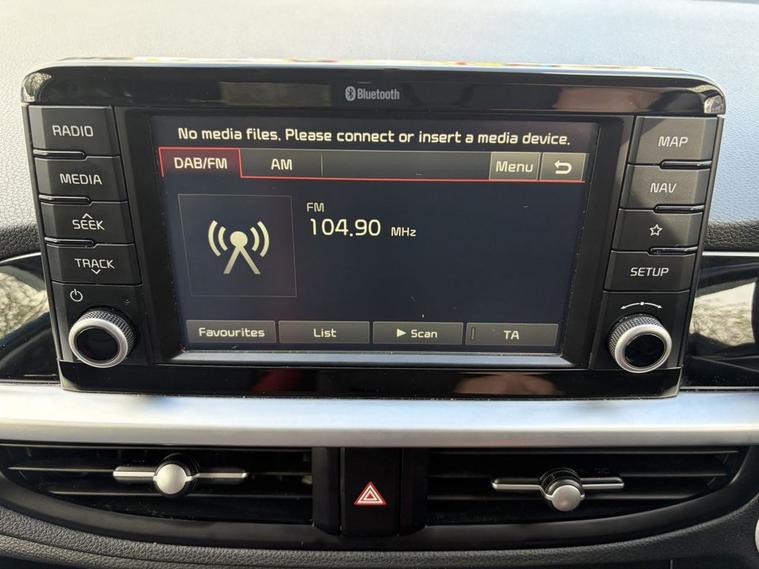 Bluetooth
No media files. Please connect or insert a media device.
DAB/FM AM Menu
FM
104.90 MHz
Favourites List Scan TA
RADIO
MEDIA
SEEK
TRACK
MAP
NAV
SETUP